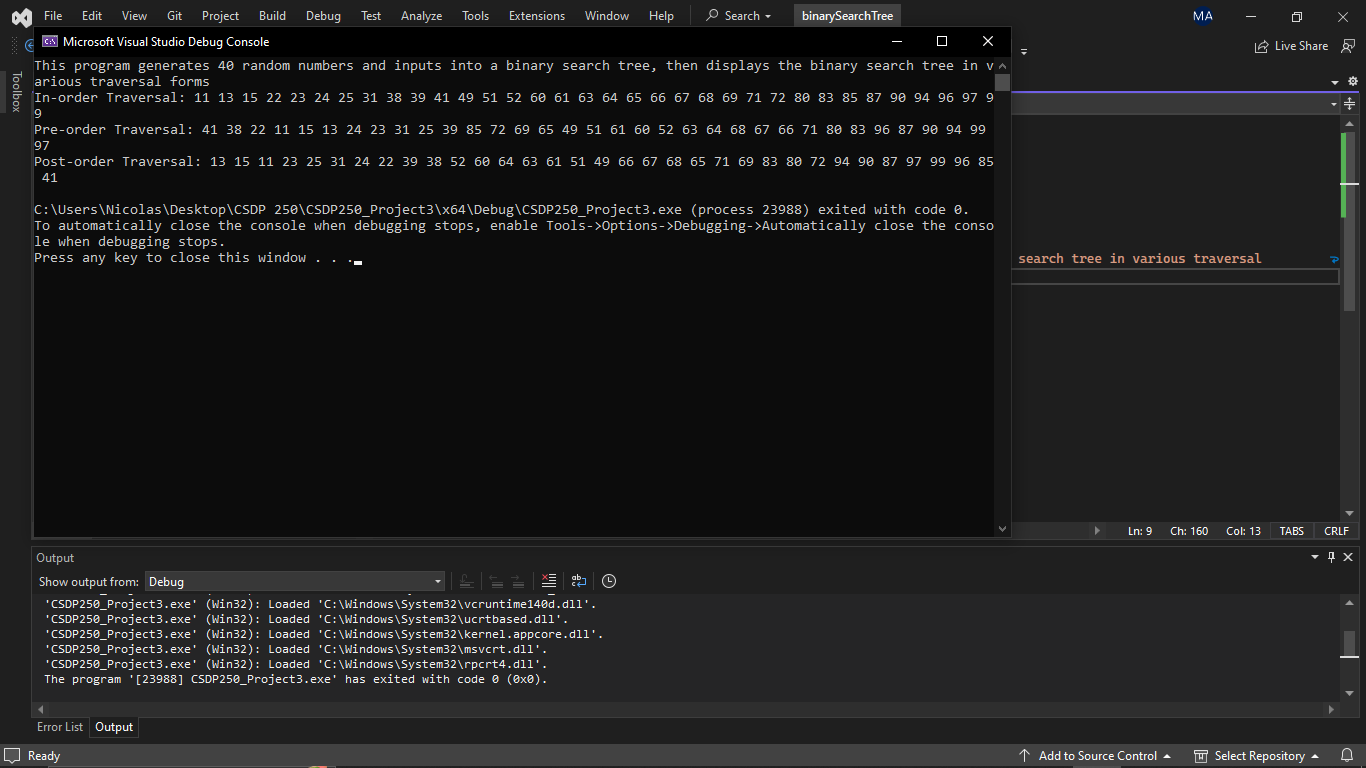 File Edit View Git Project Build Debug Test Analyze Tools Extensions Window Help Search binarySearchTree MA
Live Share
Toolbox
Microsoft Visual Studio Debug Console
This program generates 40 random numbers and inputs into a binary search tree, then displays the binary search tree in v
arious traversal forms
In-order Traversal: 11 13 15 22 23 24 25 31 38 39 41 49 51 52 60 61 63 64 65 66 67 68 69 71 72 80 83 85 87 90 94 96 97 9
9
Pre-order Traversal: 41 38 22 11 15 13 24 23 31 25 39 85 72 69 65 49 51 61 60 52 63 64 68 67 66 71 80 83 96 87 90 94 99
97
Post-order Traversal: 13 15 11 23 25 31 24 22 39 38 52 60 64 63 61 51 49 66 67 68 65 71 69 83 80 72 94 90 87 97 99 96 85
41
C:\Users\Nicolas\Desktop\CSDP 250\CSDP250_Project3\x64\Debug\CSDP250_Project3.exe (process 23988) exited with code 0.
To automatically close the console when debugging stops, enable Tools->Options->Debugging->Automatically close the conso
le when debugging stops.
Press any key to close this window . . .
search tree in various traversal
Ln: 9 Ch: 160 Col: 13 TABS CRLF
Output
Show output from: Debug
'CSDP250_Project3.exe' (Win32): Loaded 'C:\Windows\System32\vcruntime140d.dll'.
'CSDP250_Project3.exe' (Win32): Loaded 'C:\Windows\System32\ucrtbased.dll'.
'CSDP250_Project3.exe' (Win32): Loaded 'C:\Windows\System32\kernel.appcore.dll'.
'CSDP250_Project3.exe' (Win32): Loaded 'C:\Windows\System32\msvcrt.dll'.
'CSDP250_Project3.exe' (Win32): Loaded 'C:\Windows\System32\rpcrt4.dll'.
The program '[23988] CSDP250_Project3.exe' has exited with code 0 (0x0).
Error List Output
Ready Add to Source Control Select Repository